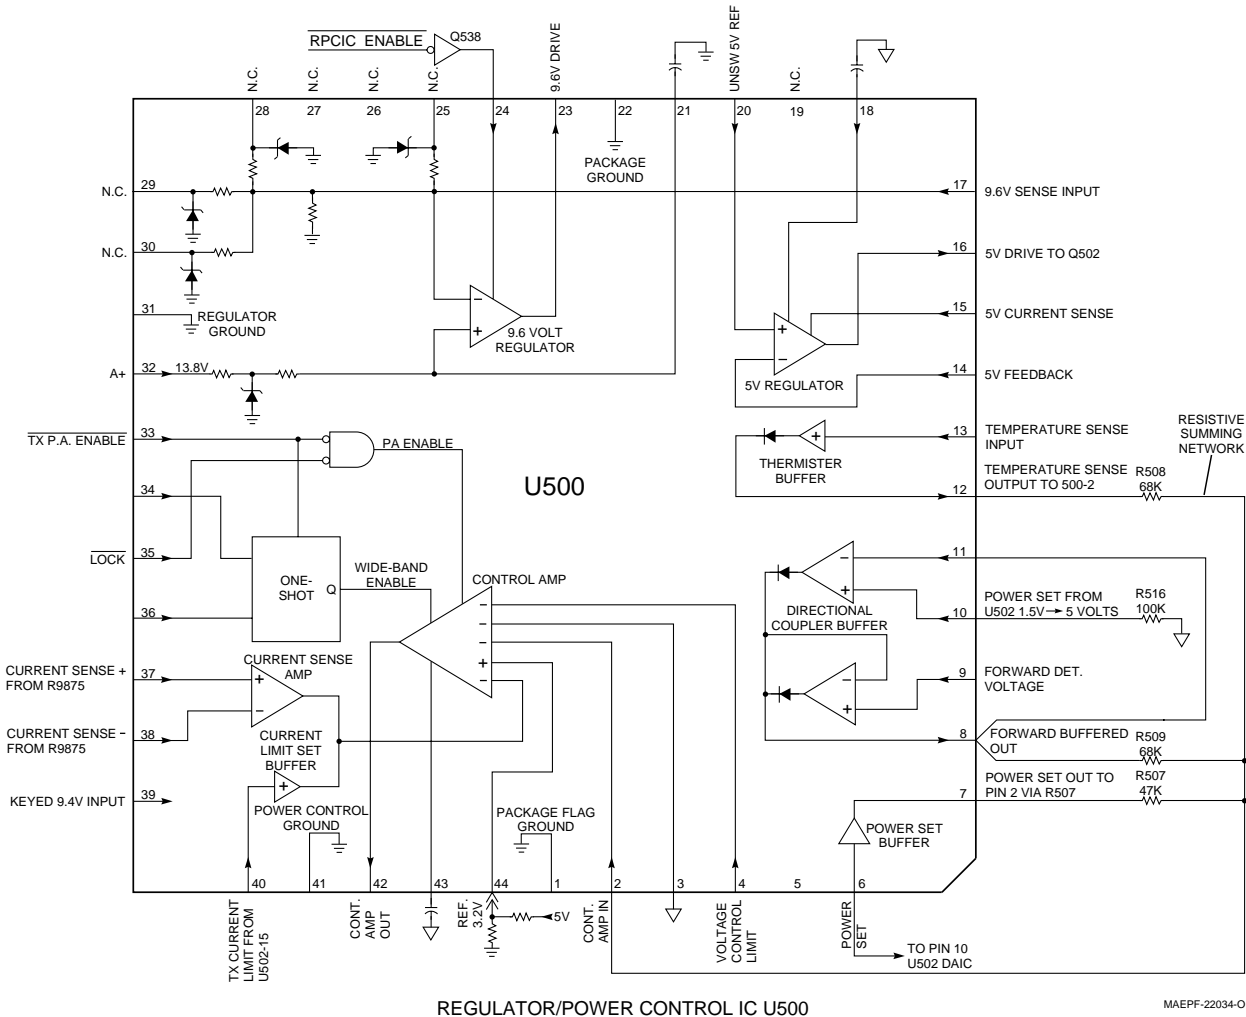 RPCIC ENABLE
Q538
N.C.
N.C.
N.C.
N.C.
9.6V DRIVE
UNSW 5V REF
N.C.
28
27
26
25
24
23
22
21
20
19
18
PACKAGE
GROUND
N.C.
29
17
9.6V SENSE INPUT
N.C.
30
16
5V DRIVE TO Q502
31
REGULATOR
GROUND
−
+
9.6 VOLT
REGULATOR
+
−
5V REGULATOR
15
5V CURRENT SENSE
A+
32
13.8V
14
5V FEEDBACK
TX P.A. ENABLE
33
PA ENABLE
+
THERMISTER
BUFFER
13
TEMPERATURE SENSE
INPUT
RESISTIVE
SUMMING
NETWORK
34
U500
12
TEMPERATURE SENSE
OUTPUT TO 500-2
R508
68K
LOCK
35
ONE-
SHOT
Q
WIDE-BAND
ENABLE
CONTROL AMP
−
−
−
+
−
−
+
DIRECTIONAL
COUPLER BUFFER
11
36
10
POWER SET FROM
U502 1.5V→ 5 VOLTS
R516
100K
CURRENT SENSE +
FROM R9875
37
CURRENT SENSE
AMP
+
−
−
+
9
FORWARD DET.
VOLTAGE
CURRENT SENSE −
FROM R9875
38
CURRENT
LIMIT SET
BUFFER
+
8
FORWARD BUFFERED
OUT
R509
68K
KEYED 9.4V INPUT
39
POWER CONTROL
GROUND
PACKAGE FLAG
GROUND
7
POWER SET OUT TO
PIN 2 VIA R507
R507
47K
POWER SET
BUFFER
40
41
42
43
44
1
2
3
4
5
6
TX CURRENT
LIMIT FROM
U502-15
CONT.
AMP
OUT
REF.
3.2V
5V
CONT.
AMP IN
VOLTAGE
CONTROL
LIMIT
POWER
SET
TO PIN 10
U502 DAIC
REGULATOR/POWER CONTROL IC U500
MAEPF-22034-O